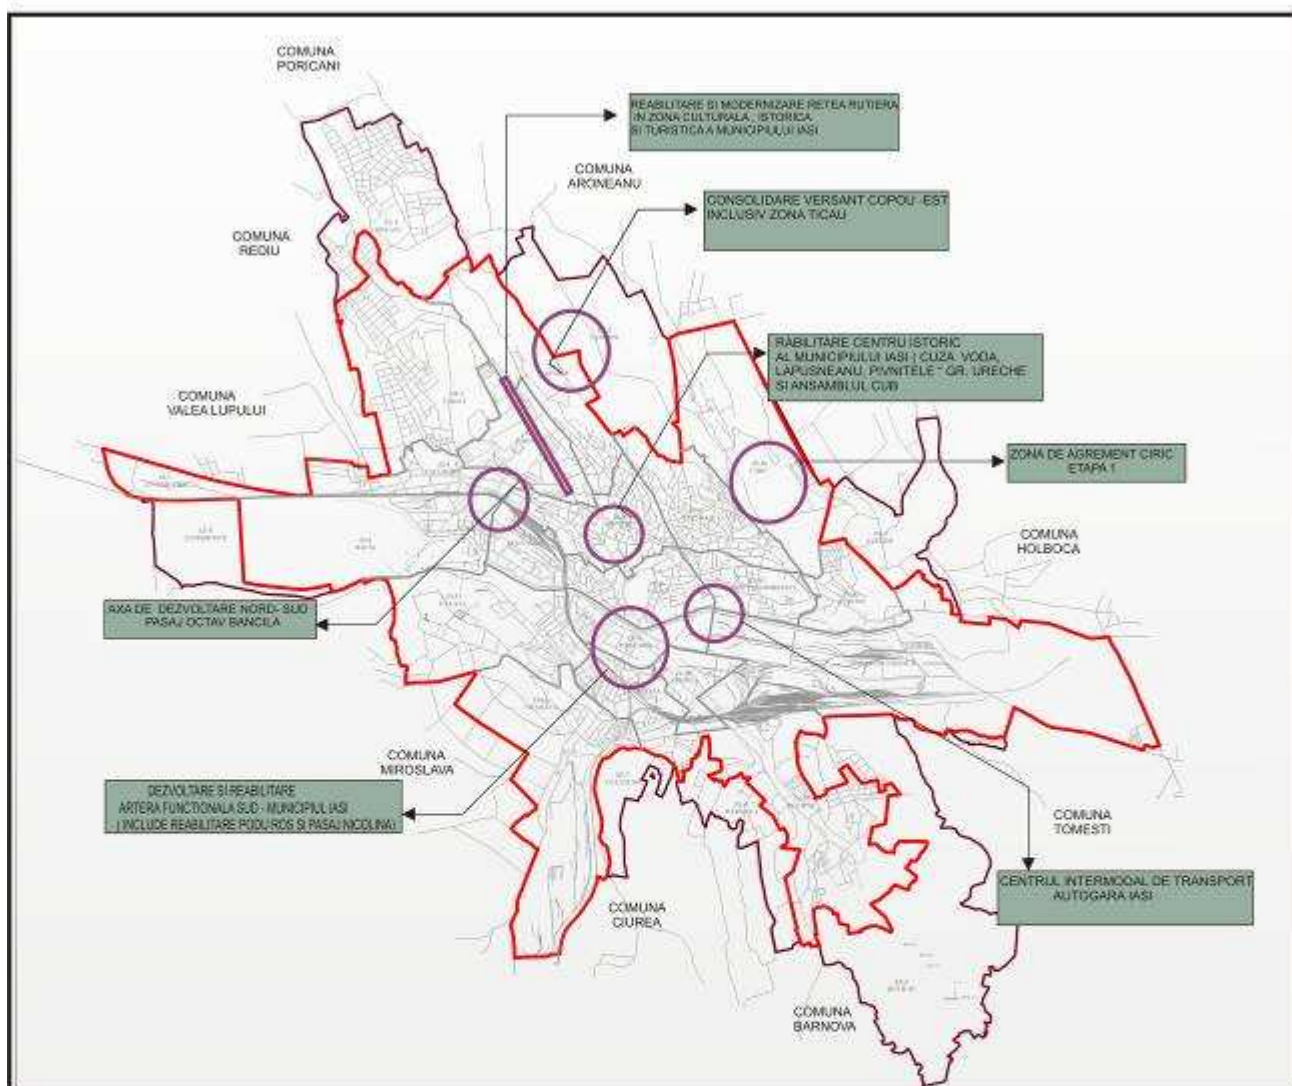 COMUNA
PORICANI
REABILITARE SI MODERNIZARE RETEA RUTIERA
IN ZONA CULTURALA , ISTORICA
SI TURISTICA A MUNICIPIULUI IASI
COMUNA
ARONEANU
CONSOLIDARE VERSANT COPOU -EST
INCLUSIV ZONA TICAU
COMUNA
REDIU
RABILITARE CENTRU ISTORIC
AL MUNICIPIULUI IASI ( CUZA VODA,
LAPUSNEANU, PIVNITELE " GR. URECHE
SI ANSAMBLUL CUB
COMUNA
VALEA LUPULUI
ZONA DE AGREMENT CIRIC
ETAPA 1
COMUNA
HOLBOCA
AXA DE DEZVOLTARE NORD- SUD
PASAJ OCTAV BANCILA
COMUNA
MIROSLAVA
DEZVOLTARE SI REABILITARE
ARTERA FUNCTIONALA SUD - MUNICIPIUL IASI
( INCLUDE REABILITARE PODU ROS SI PASAJ NICOLINA)
COMUNA
TOMESTI
CENTRUL INTERMODAL DE TRANSPORT
AUTOGARA IASI
COMUNA
CIUREA
COMUNA
BARNOVA